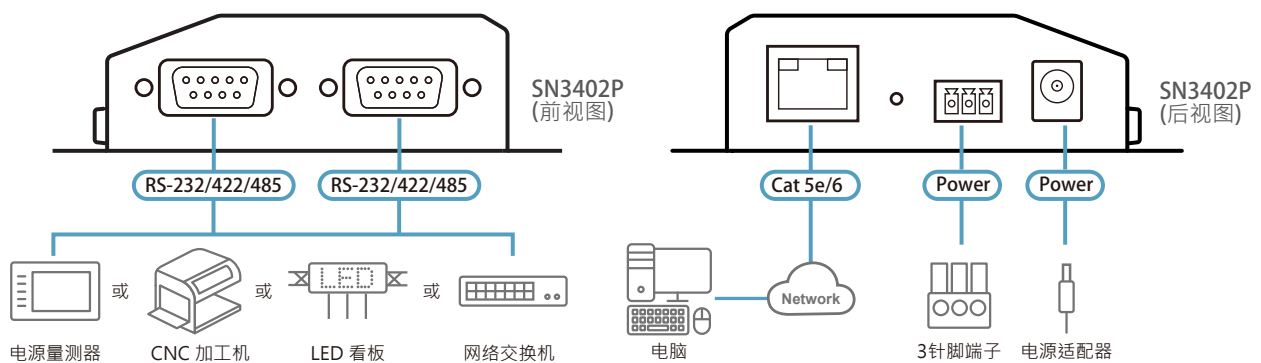 SN3402P
(前视图)
SN3402P
(后视图)
RS-232/422/485
RS-232/422/485
Cat 5e/6
Power
Power
或
或
LED
或
Network
电源量测器
CNC 加工机
LED 看板
网络交换机
电脑
3针脚端子
电源适配器